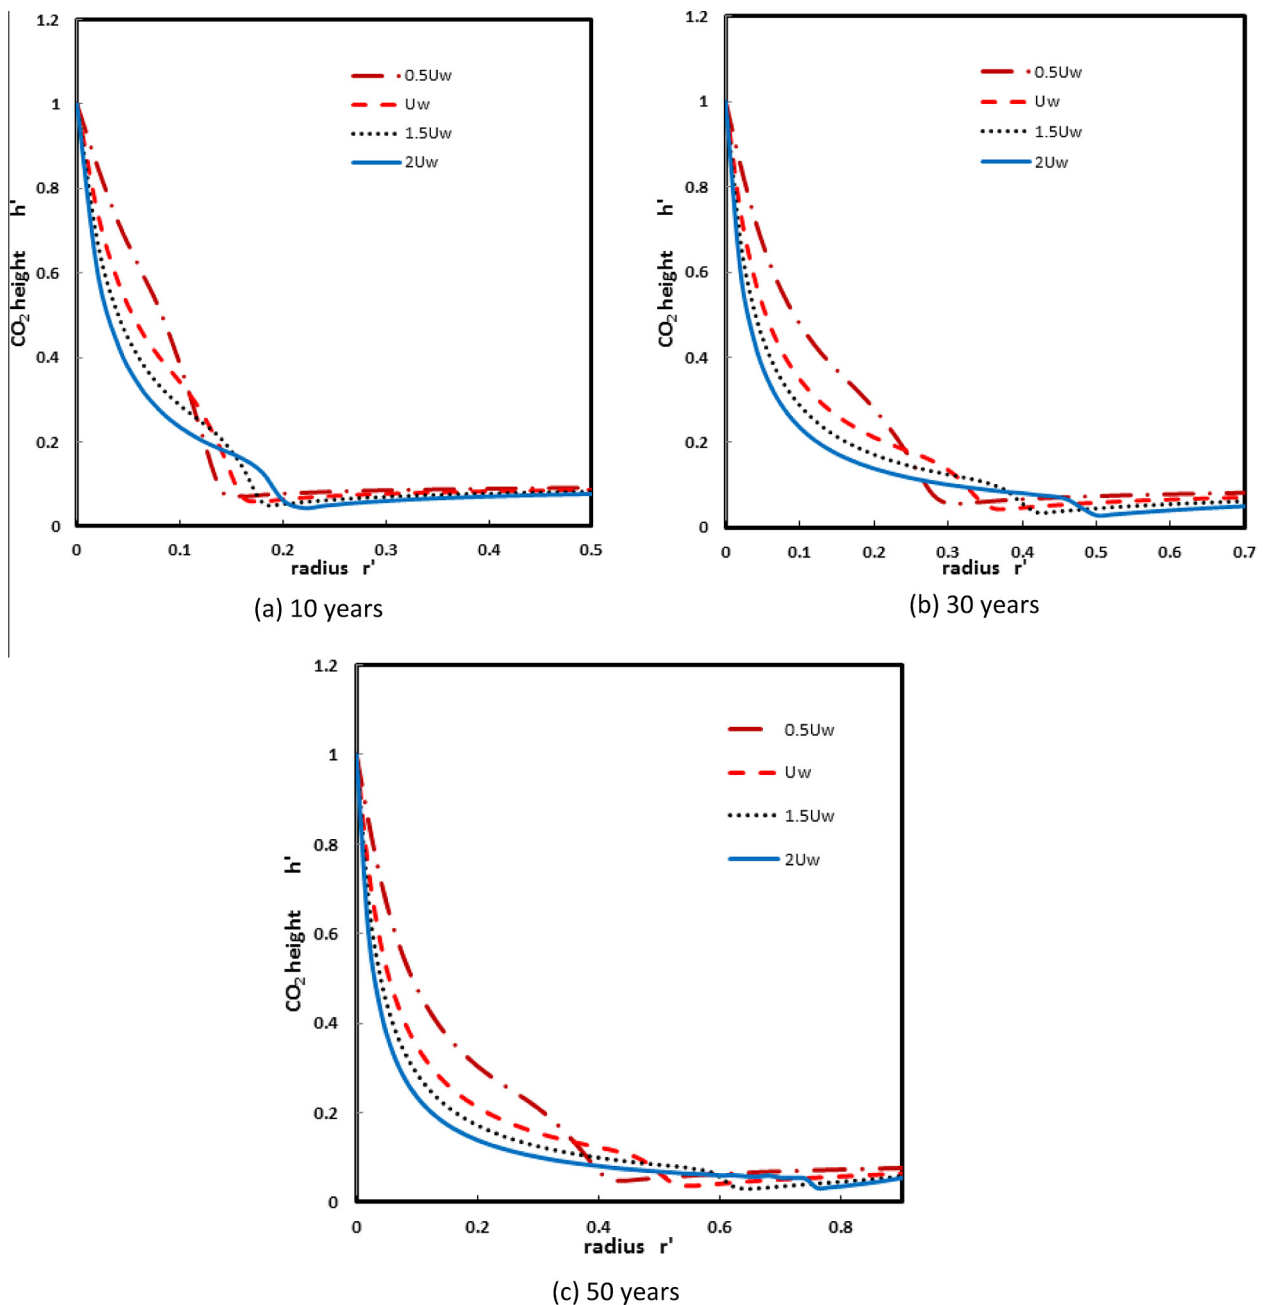 1.2
1
0.8
0.6
0.4
0.2
0
CO2 height h'
0.5Uw
Uw
1.5Uw
2Uw
0 0.1 0.2 0.3 0.4 0.5
radius r'
(a) 10 years
1.2
1
0.8
0.6
0.4
0.2
0
CO2 height h'
0.5Uw
Uw
1.5Uw
2Uw
0 0.1 0.2 0.3 0.4 0.5 0.6 0.7
radius r'
(b) 30 years
1.2
1
0.8
0.6
0.4
0.2
0
CO2 height h'
0.5Uw
Uw
1.5Uw
2Uw
0 0.2 0.4 0.6 0.8
radius r'
(c) 50 years